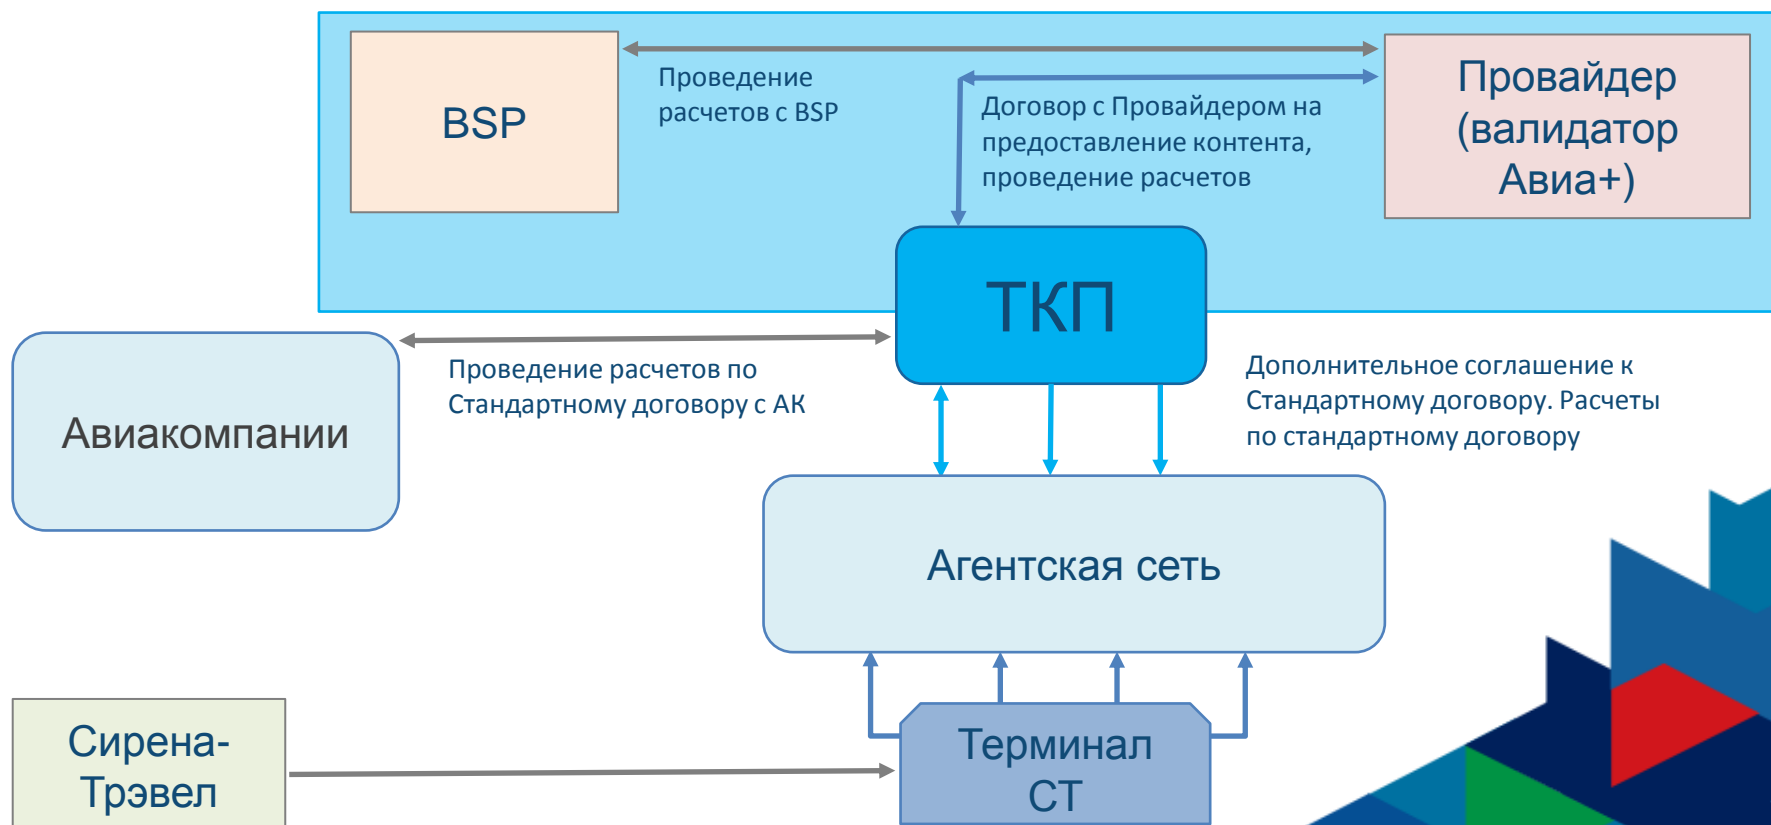 BSP
Проведение
расчетов с BSP
Договор с Провайдером на
предоставление контента,
проведение расчетов
Провайдер
(валидатор
Авиа+)
ТКП
Авиакомпании
Проведение расчетов по
Стандартному договору с АК
Дополнительное соглашение к
Стандартному договору. Расчеты
по стандартному договору
Агентская сеть
Сирена-
Трэвел
Терминал
СТ